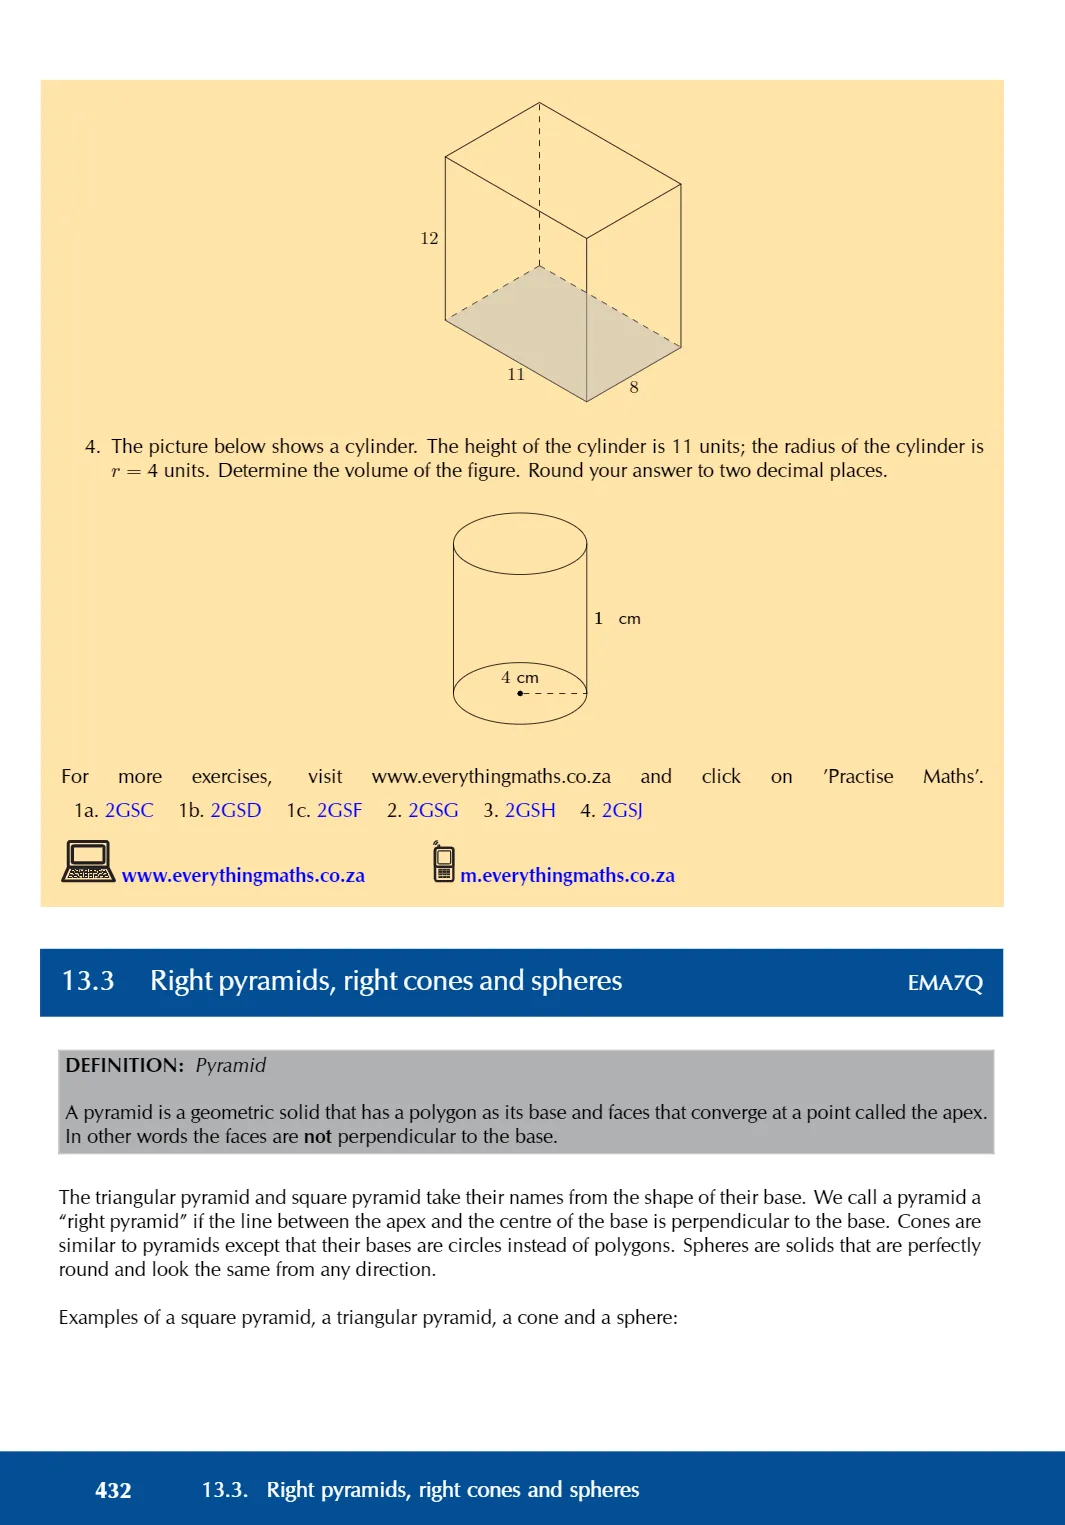 12
11
8
4. The picture below shows a cylinder. The height of the cylinder is 11 units; the radius of the cylinder is
r = 4 units. Determine the volume of the figure. Round your answer to two decimal places.
1 cm
4 cm
For more exercises, visit www.everythingmaths.co.za and click on ’Practise Maths’.
1a. 2GSC 1b. 2GSD 1c. 2GSF 2. 2GSG 3. 2GSH 4. 2GSJ
www.everythingmaths.co.za m.everythingmaths.co.za
13.3 Right pyramids, right cones and spheres EMA7Q
DEFINITION: Pyramid
A pyramid is a geometric solid that has a polygon as its base and faces that converge at a point called the apex.
In other words the faces are not perpendicular to the base.
The triangular pyramid and square pyramid take their names from the shape of their base. We call a pyramid a
“right pyramid” if the line between the apex and the centre of the base is perpendicular to the base. Cones are
similar to pyramids except that their bases are circles instead of polygons. Spheres are solids that are perfectly
round and look the same from any direction.
Examples of a square pyramid, a triangular pyramid, a cone and a sphere:
432 13.3. Right pyramids, right cones and spheres